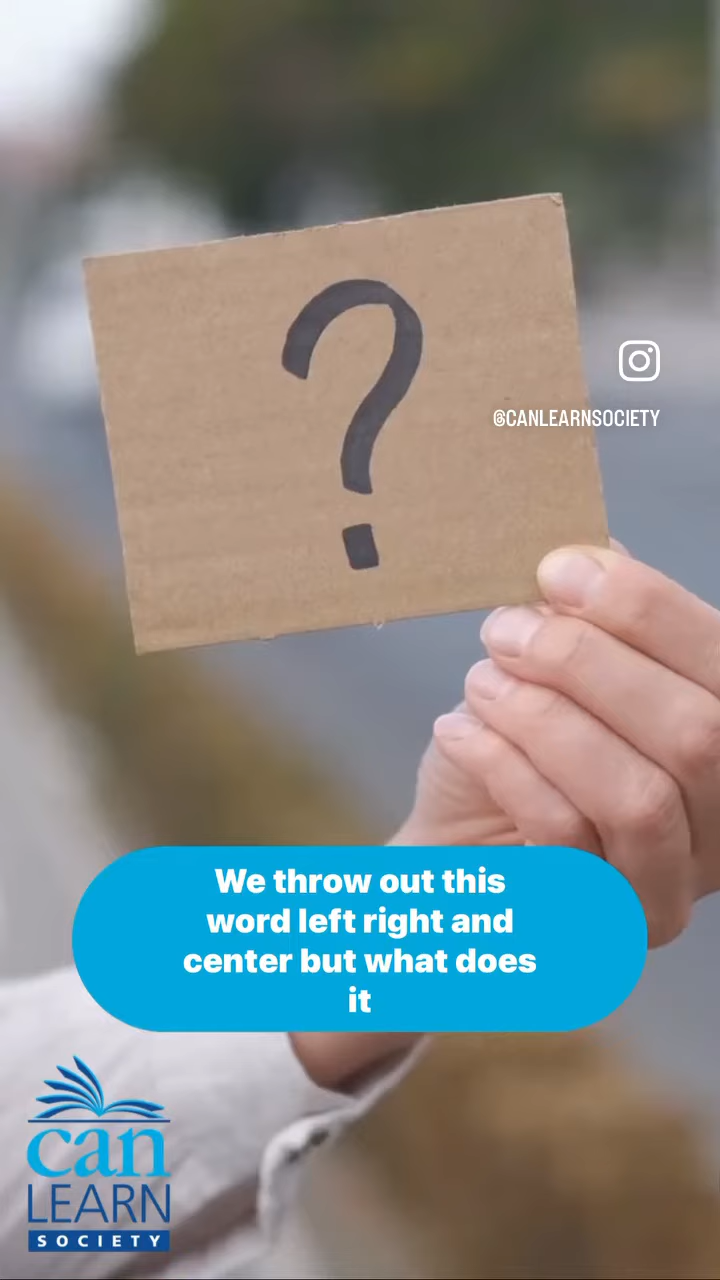 ?
@CANLEARNSOCIETY
We throw out this
word left right and
center but what does
it
can
LEARN
SOCIETY